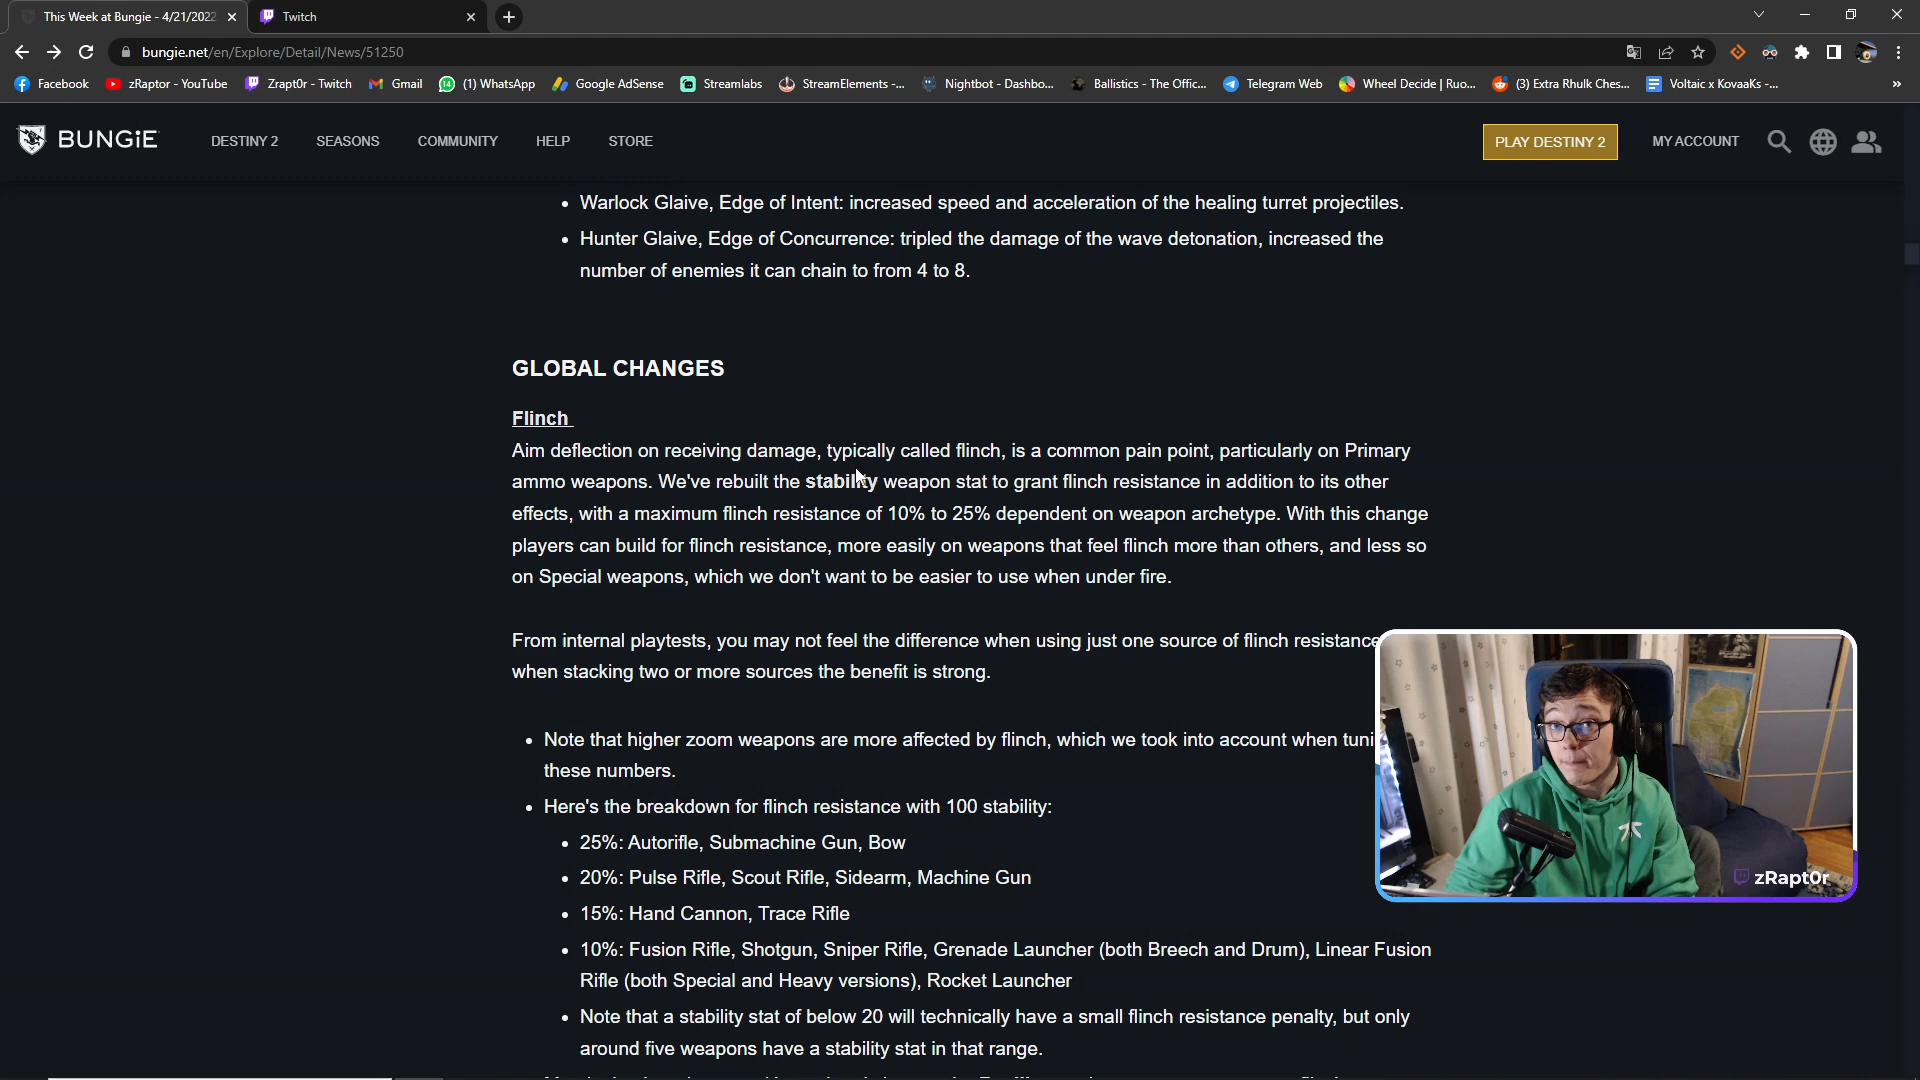 This Week at Bungie - 4/21/2022
Twitch
bungie.net/en/Explore/Detail/News/51250
Facebook
zRaptor - YouTube
Zrapt0r - Twitch
Gmail
(1) WhatsApp
Google AdSense
Streamlabs
StreamElements -...
Nightbot - Dashbo...
Ballistics - The Offic...
Telegram Web
Wheel Decide | Ruo...
(3) Extra Rhulk Ches...
Voltaic x KovaaKs -...
»
BUNGiE
DESTINY 2
SEASONS
COMMUNITY
HELP
STORE
PLAY DESTINY 2
MY ACCOUNT
• Warlock Glaive, Edge of Intent: increased speed and acceleration of the healing turret projectiles.
• Hunter Glaive, Edge of Concurrence: tripled the damage of the wave detonation, increased the
number of enemies it can chain to from 4 to 8.
GLOBAL CHANGES
Flinch
Aim deflection on receiving damage, typically called flinch, is a common pain point, particularly on Primary
ammo weapons. We've rebuilt the stability weapon stat to grant flinch resistance in addition to its other
effects, with a maximum flinch resistance of 10% to 25% dependent on weapon archetype. With this change
players can build for flinch resistance, more easily on weapons that feel flinch more than others, and less so
on Special weapons, which we don't want to be easier to use when under fire.
From internal playtests, you may not feel the difference when using just one source of flinch resistance
when stacking two or more sources the benefit is strong.
• Note that higher zoom weapons are more affected by flinch, which we took into account when tuni
these numbers.
• Here's the breakdown for flinch resistance with 100 stability:
• 25%: Autorifle, Submachine Gun, Bow
• 20%: Pulse Rifle, Scout Rifle, Sidearm, Machine Gun
• 15%: Hand Cannon, Trace Rifle
• 10%: Fusion Rifle, Shotgun, Sniper Rifle, Grenade Launcher (both Breech and Drum), Linear Fusion
Rifle (both Special and Heavy versions), Rocket Launcher
• Note that a stability stat of below 20 will technically have a small flinch resistance penalty, but only
around five weapons have a stability stat in that range.
zRapt0r